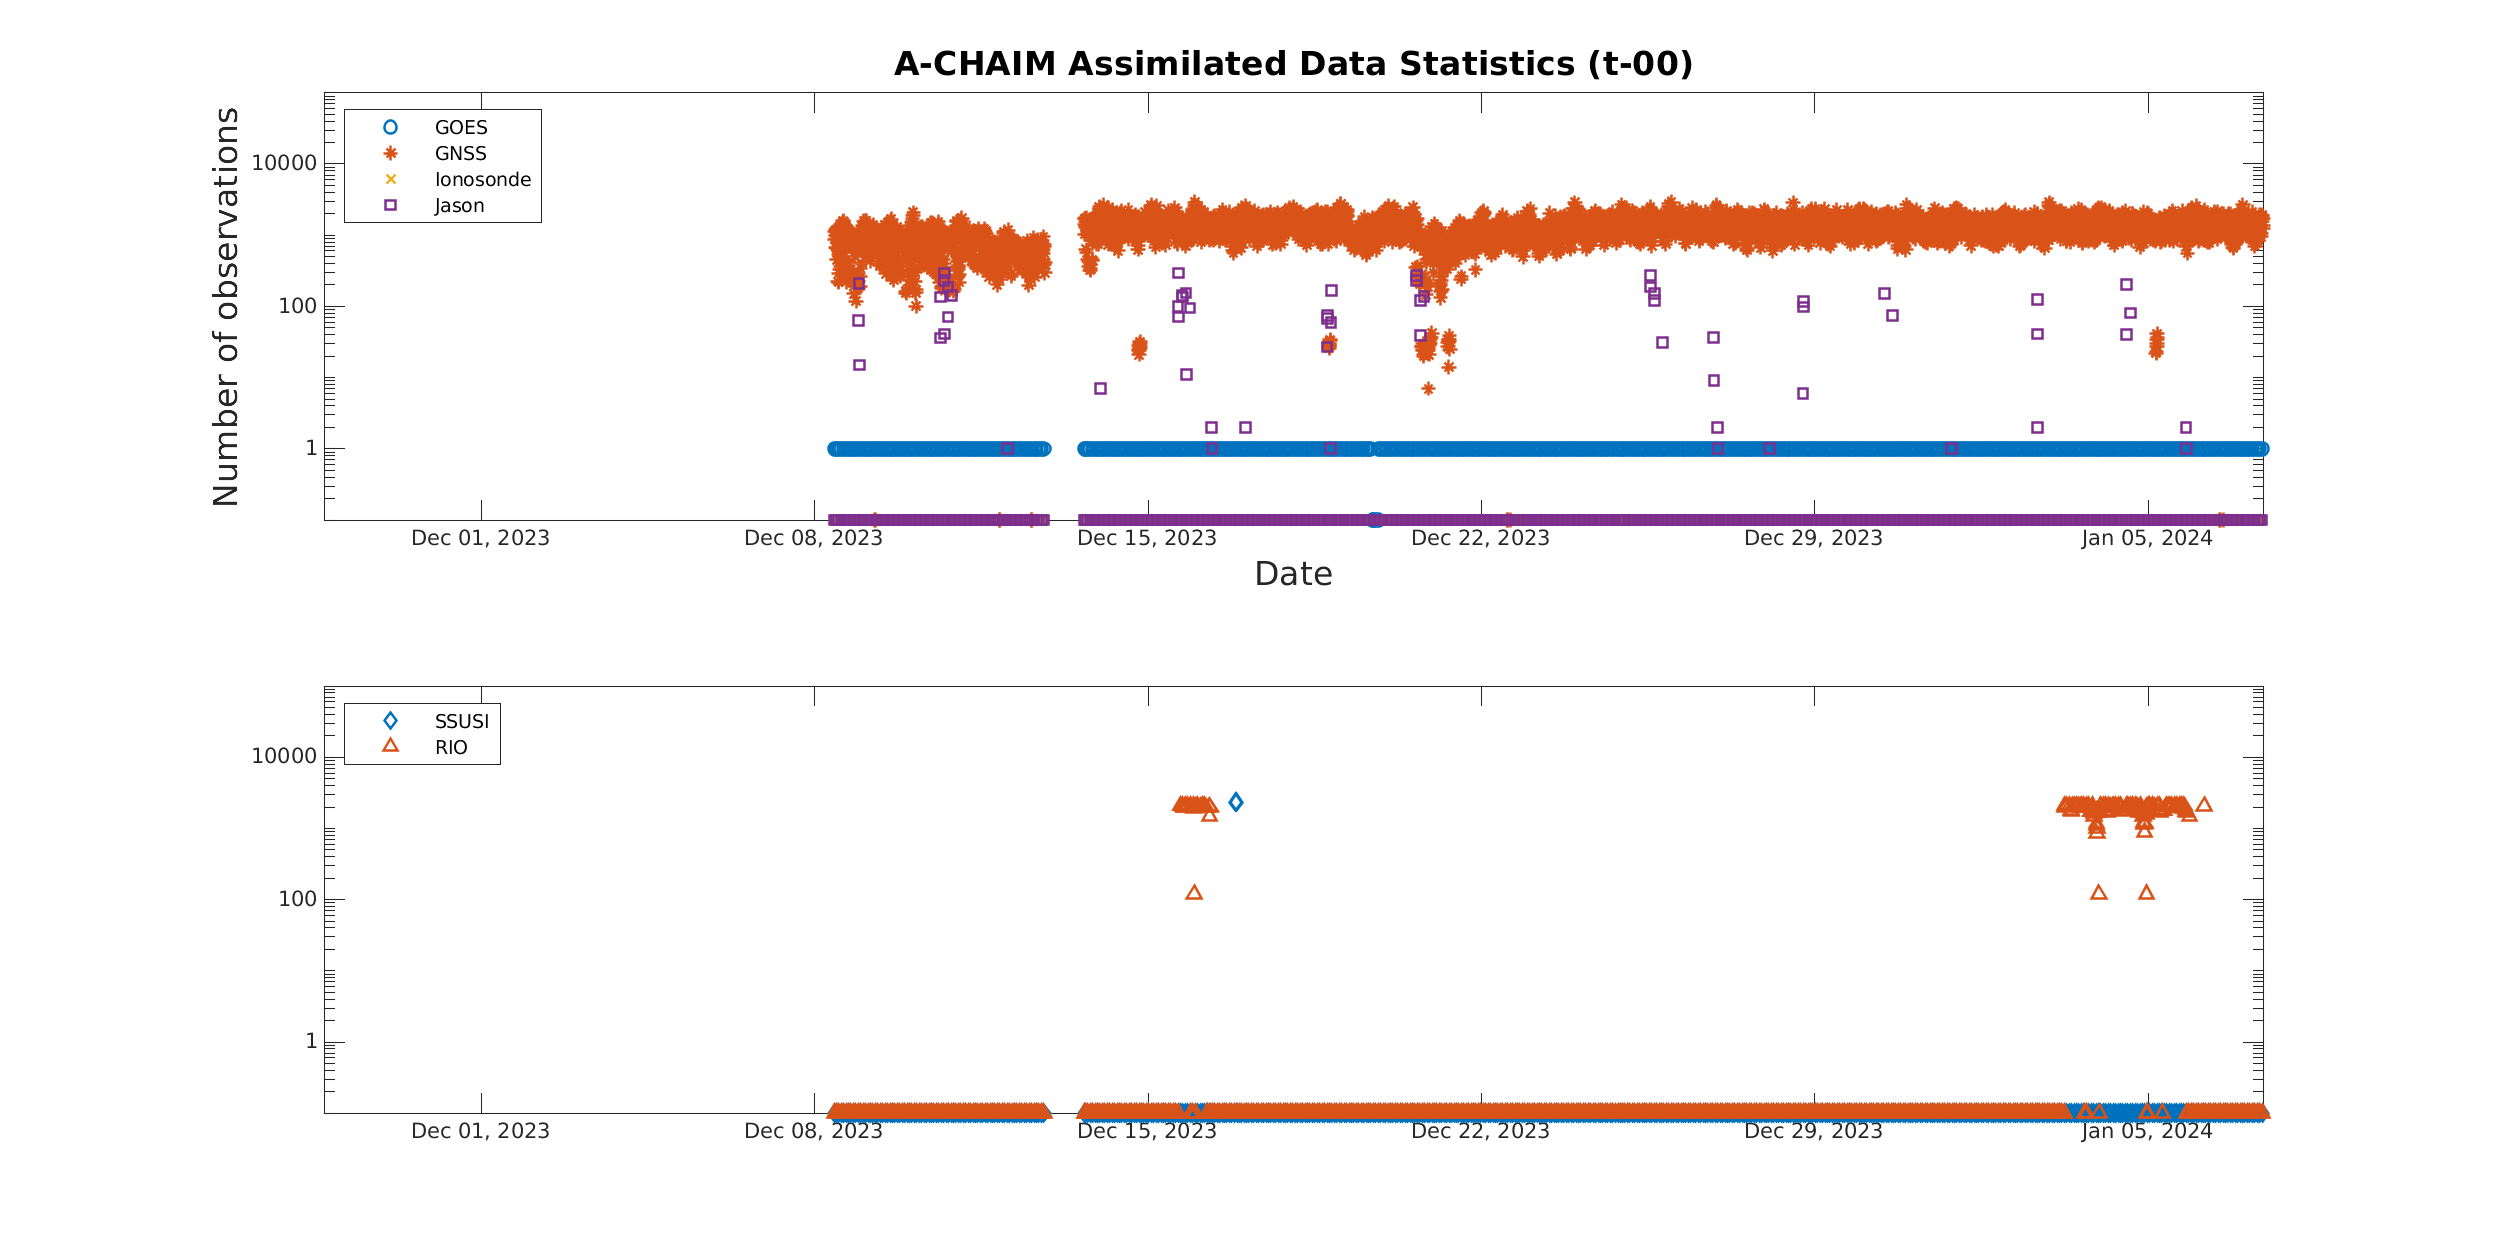 A-CHAIM Assimilated Data Statistics (t-00)
Number of observations
10000
100
1
GOES
GNSS
Ionosonde
Jason
Dec 01, 2023
Dec 08, 2023
Dec 15, 2023
Dec 22, 2023
Dec 29, 2023
Jan 05, 2024
Date
10000
100
1
SSUSI
RIO
Dec 01, 2023
Dec 08, 2023
Dec 15, 2023
Dec 22, 2023
Dec 29, 2023
Jan 05, 2024